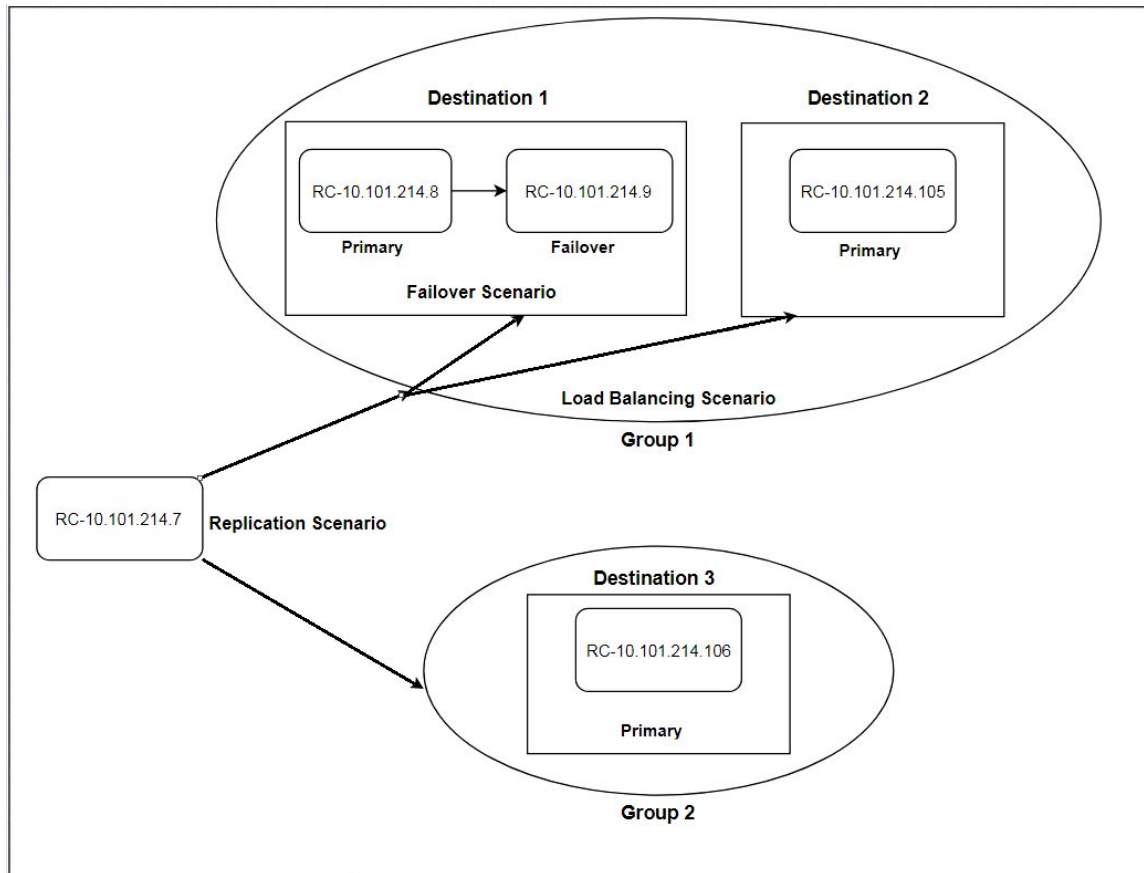 Destination 1
Destination 2
RC-10.101.214.8
RC-10.101.214.9
RC-10.101.214.105
Primary
Failover
Primary
Failover Scenario
Load Balancing Scenario
Group 1
RC-10.101.214.7
Replication Scenario
Destination 3
RC-10.101.214.106
Primary
Group 2